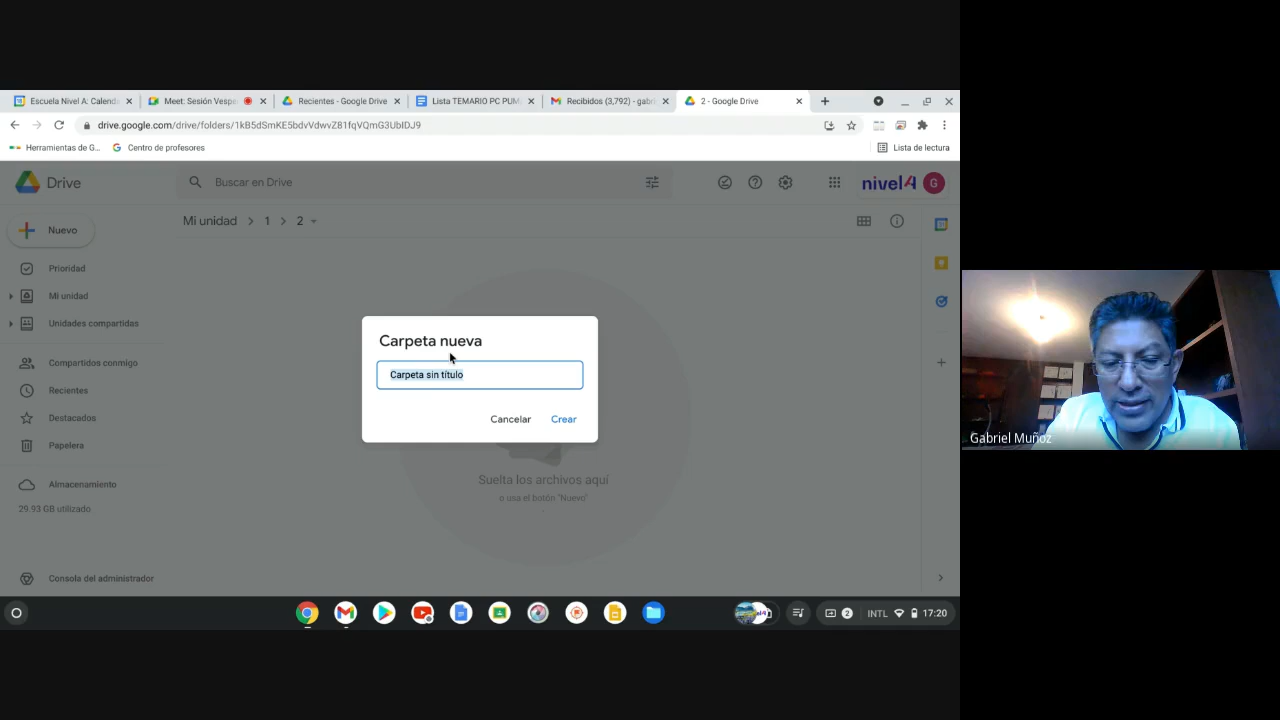 Escuela Nivel A: Calenda
Meet: Sesión Vespe
Recientes - Google Drive
Lista TEMARIO PC PUM
Recibidos (3,792) - gabri
2 - Google Drive
drive.google.com/drive/folders/1kB5dSmKE5bdvVdwvZ81fqVQmG3UbIDJ9
Herramientas de G...
Centro de profesores
Lista de lectura
Drive
Buscar en Drive
nivel4
G
Nuevo
Mi unidad > 1 > 2
Prioridad
Mi unidad
Unidades compartidas
Compartidos conmigo
Recientes
Destacados
Papelera
Almacenamiento
29.93 GB utilizado
Consola del administrador
Carpeta nueva
Carpeta sin título
Cancelar
Crear
Suelta los archivos aquí
o usa el botón "Nuevo"
2
INTL
17:20
Gabriel Muñoz